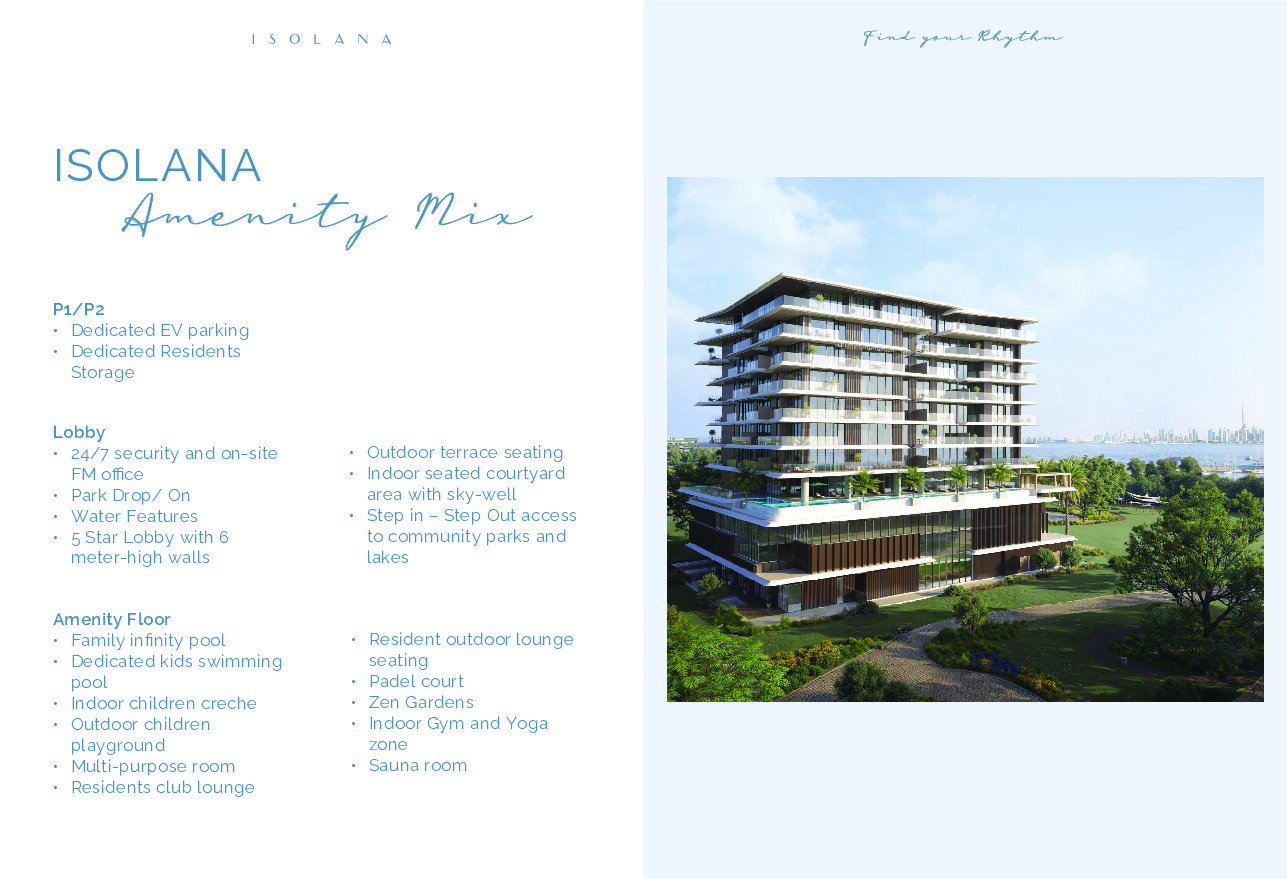 ISOLANA
Find your Rhythm
ISOLANA
Amenity Mix
P1/P2
• Dedicated EV parking
• Dedicated Residents
Storage
Lobby
• 24/7 security and on-site
FM office
• Park Drop/ On
• Water Features
• 5 Star Lobby with 6
meter-high walls
• Outdoor terrace seating
• Indoor seated courtyard
area with sky-well
• Step in – Step Out access
to community parks and
lakes
Amenity Floor
• Family infinity pool
• Dedicated kids swimming
pool
• Indoor children creche
• Outdoor children
playground
• Multi-purpose room
• Residents club lounge
• Resident outdoor lounge
seating
• Padel court
• Zen Gardens
• Indoor Gym and Yoga
zone
• Sauna room